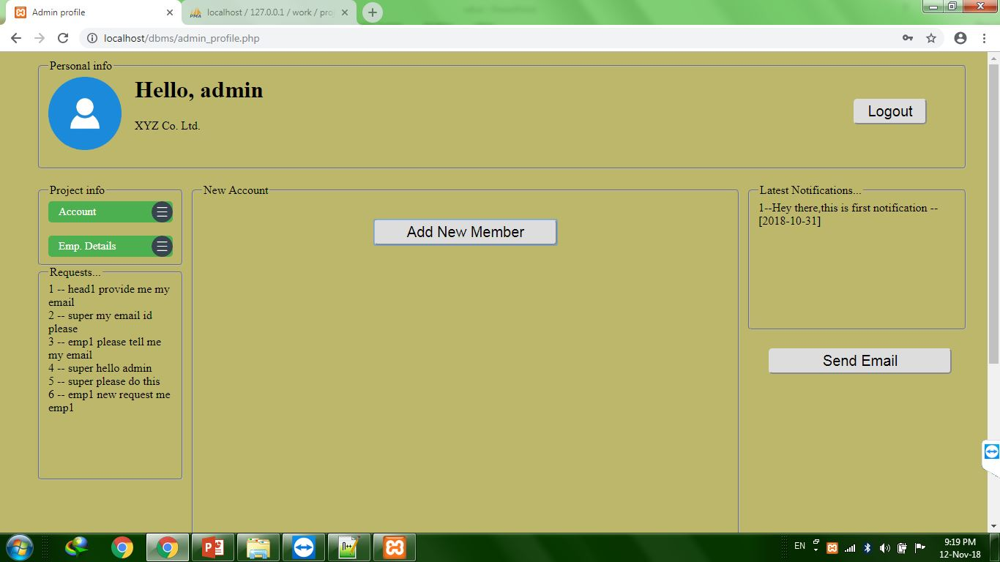 Admin profile
localhost / 127.0.0.1 / work / pro
localhost/dbms/admin_profile.php
Personal info
Hello, admin
XYZ Co. Ltd.
Logout
Project info
Account
Emp. Details
Requests...
1 -- head1 provide me my
email
2 -- super my email id
please
3 -- emp1 please tell me
my email
4 -- super hello admin
5 -- super please do this
6 -- emp1 new request me
emp1
New Account
Add New Member
Latest Notifications...
1--Hey there,this is first notification --
[2018-10-31]
Send Email
EN
9:19 PM
12-Nov-18